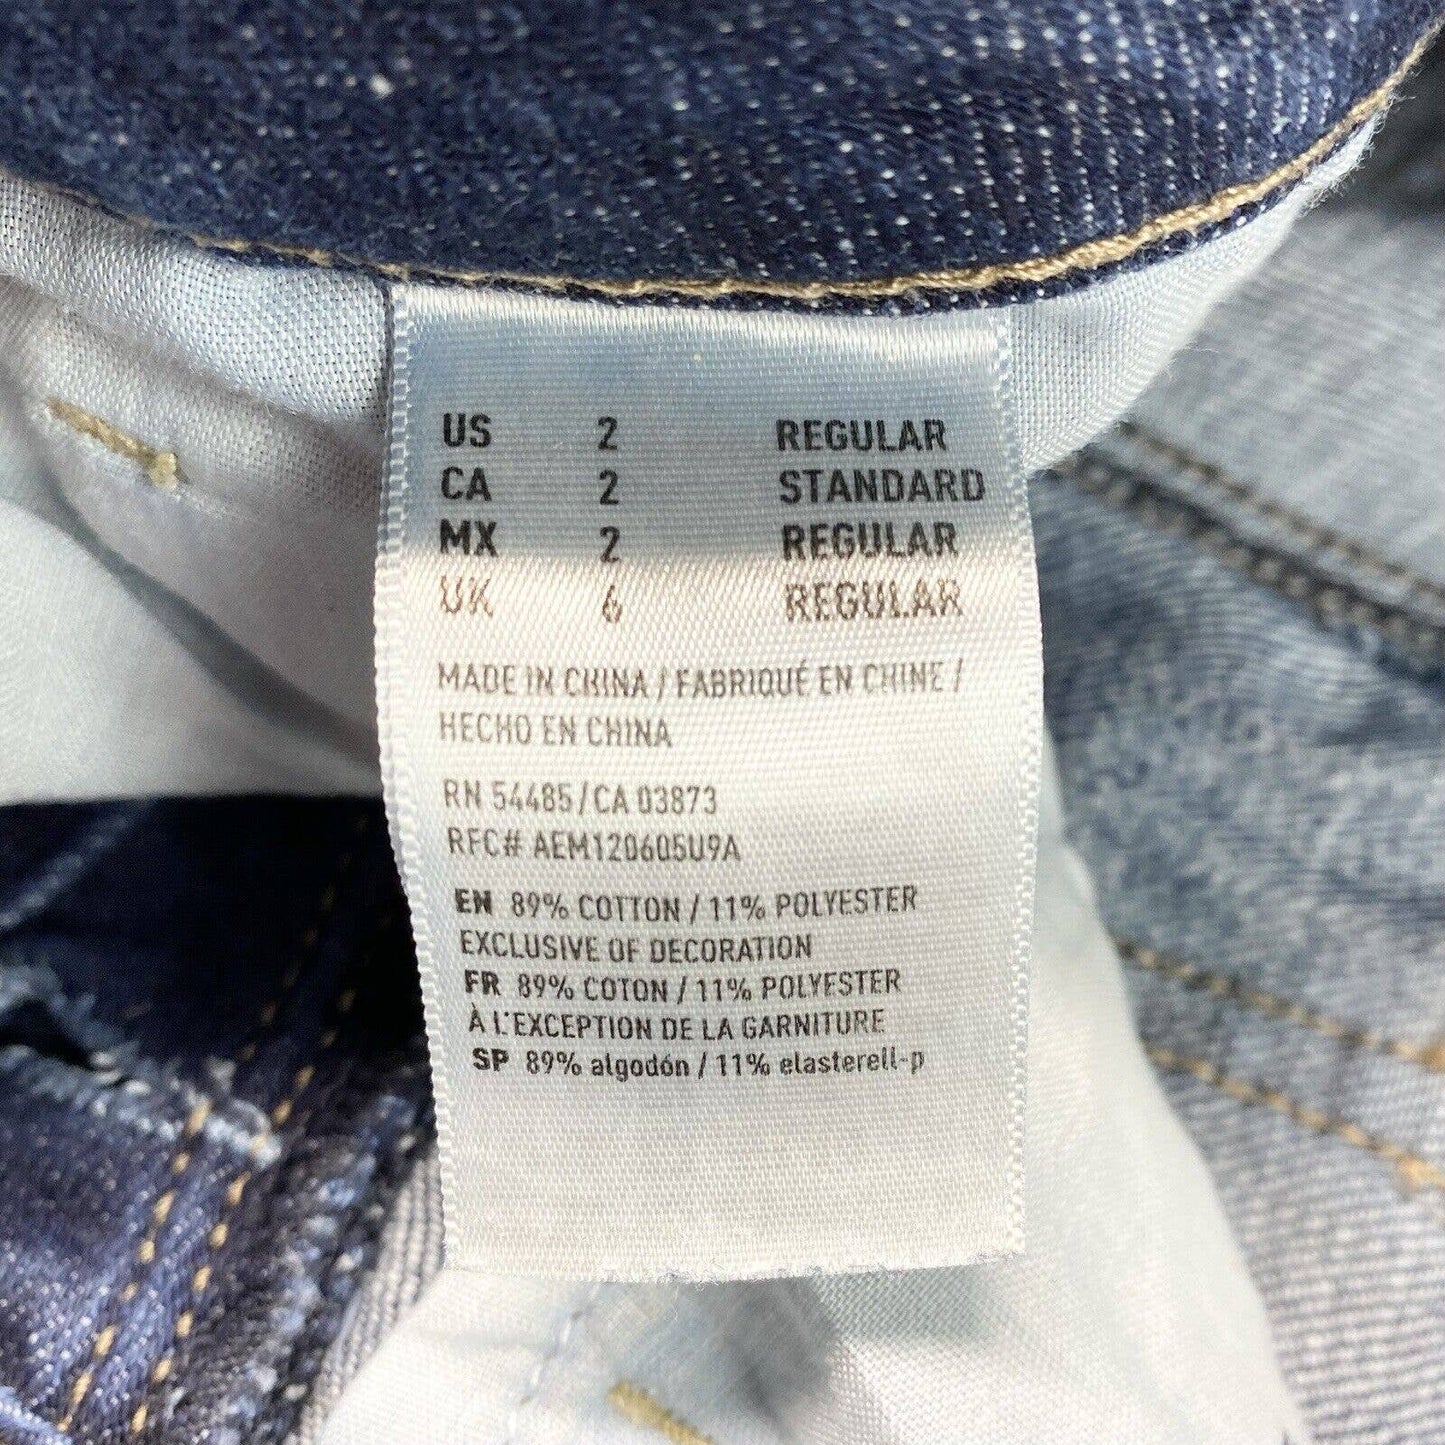 US 2 REGULAR
CA 2 STANDARD
MX 2 REGULAR
UK 6 REGULAR
MADE IN CHINA / FABRIQUÉ EN CHINE /
HECHO EN CHINA
RN 54485/CA 03873
RFC# AEM120605U9A
EN 89% COTTON / 11% POLYESTER
EXCLUSIVE OF DECORATION
FR 89% COTON / 11% POLYESTER
À L'EXCEPTION DE LA GARNITURE
SP 89% algodón / 11% elasterell-p